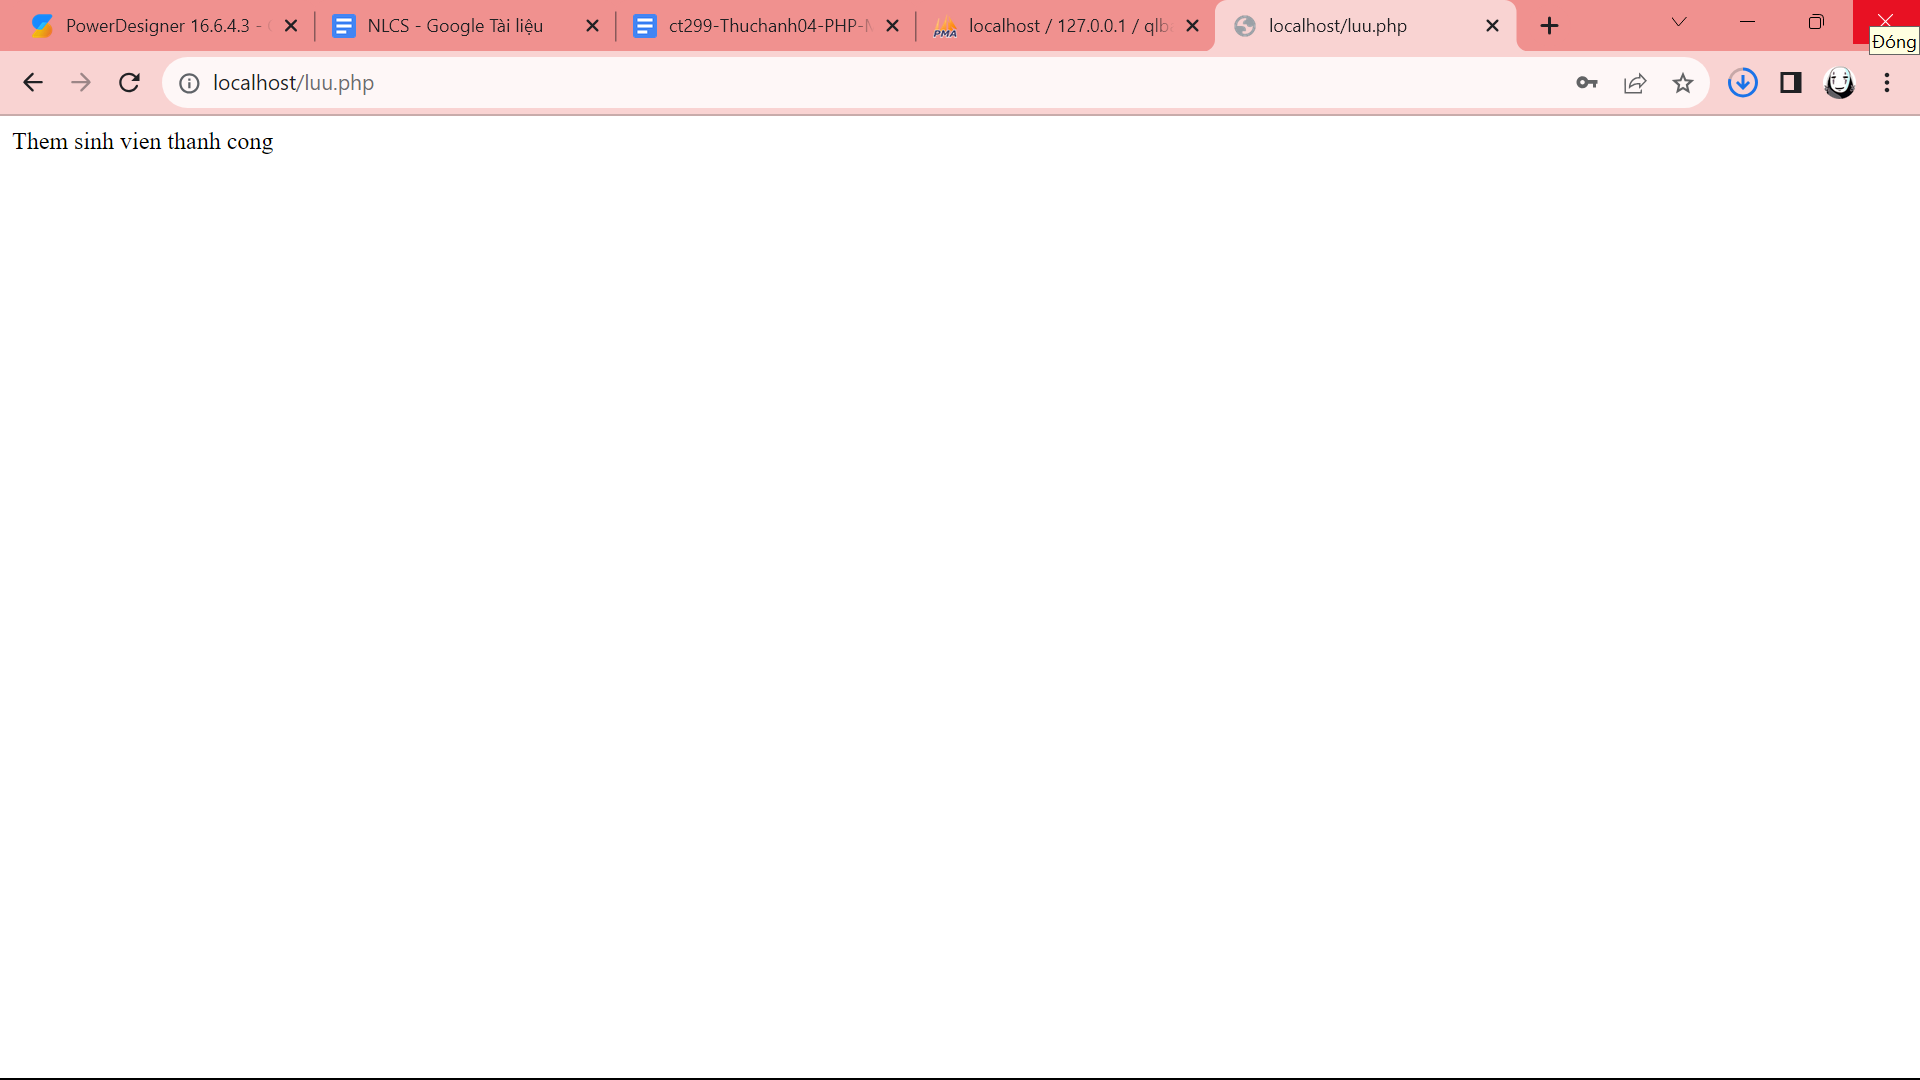 PowerDesigner 16.6.4.3 -
NLCS - Google Tài liệu
ct299-Thuchanh04-PHP-
localhost / 127.0.0.1 / qlb
localhost/luu.php
Đóng
localhost/luu.php
Them sinh vien thanh cong
PMA